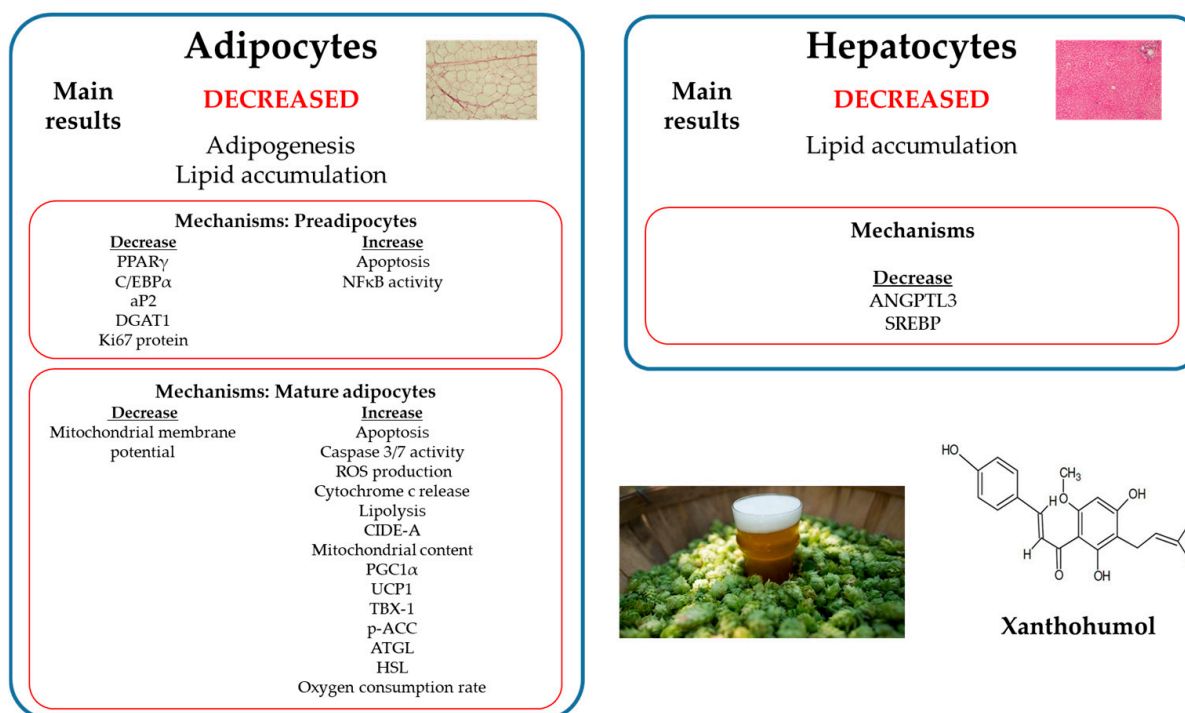 Adipocytes
Main
results
DECREASED
Adipogenesis
Lipid accumulation
Mechanisms: Preadipocytes
Decrease
PPARγ
C/EBPα
aP2
DGAT1
Ki67 protein
Increase
Apoptosis
NFκB activity
Mechanisms: Mature adipocytes
Decrease
Mitochondrial membrane
potential
Increase
Apoptosis
Caspase 3/7 activity
ROS production
Cytochrome c release
Lipolysis
CIDE-A
Mitochondrial content
PGC1α
UCP1
TBX-1
p-ACC
ATGL
HSL
Oxygen consumption rate
Hepatocytes
Main
results
DECREASED
Lipid accumulation
Mechanisms
Decrease
ANGPTL3
SREBP
HO
CH3
H
O
OH
H
O
OH
Xanthohumol